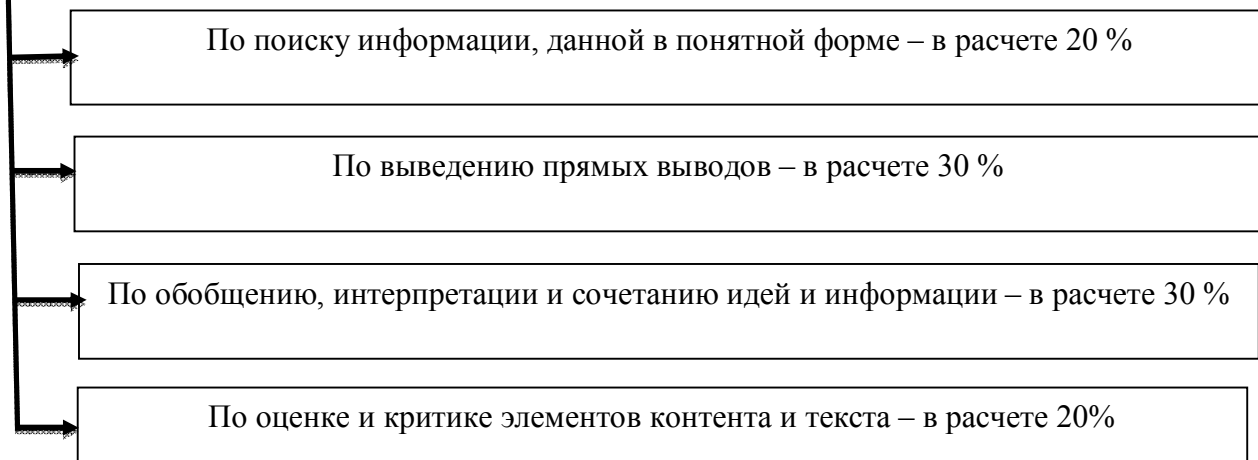 По поиску информации, данной в понятной форме – в расчете 20 %
По выведению прямых выводов – в расчете 30 %
По обобщению, интерпретации и сочетанию идей и информации – в расчете 30 %
По оценке и критике элементов контента и текста – в расчете 20%